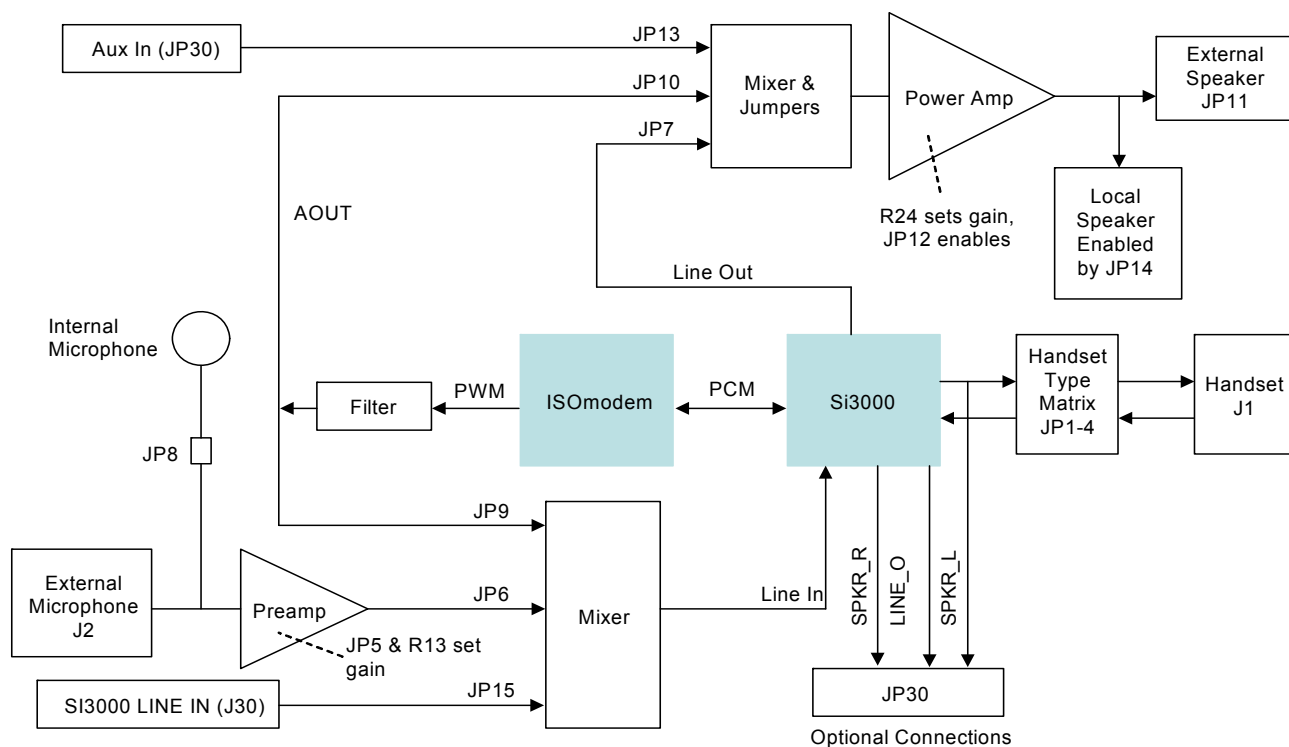 Aux In (JP30)
JP13
JP10
JP7
Mixer &
Jumpers
Power Amp
External
Speaker
JP11
R24 sets gain,
JP12 enables
Local
Speaker
Enabled
by JP14
AOUT
Line Out
Internal
Microphone
JP8
Filter
PWM
ISOmodem
PCM
Si3000
Handset
Type
Matrix
JP1-4
Handset
J1
External
Microphone
J2
Preamp
JP5 & R13 set
gain
JP9
JP6
JP15
Mixer
Line In
SPKR_R
LINE_O
SPKR_L
SI3000 LINE IN (J30)
JP30
Optional Connections